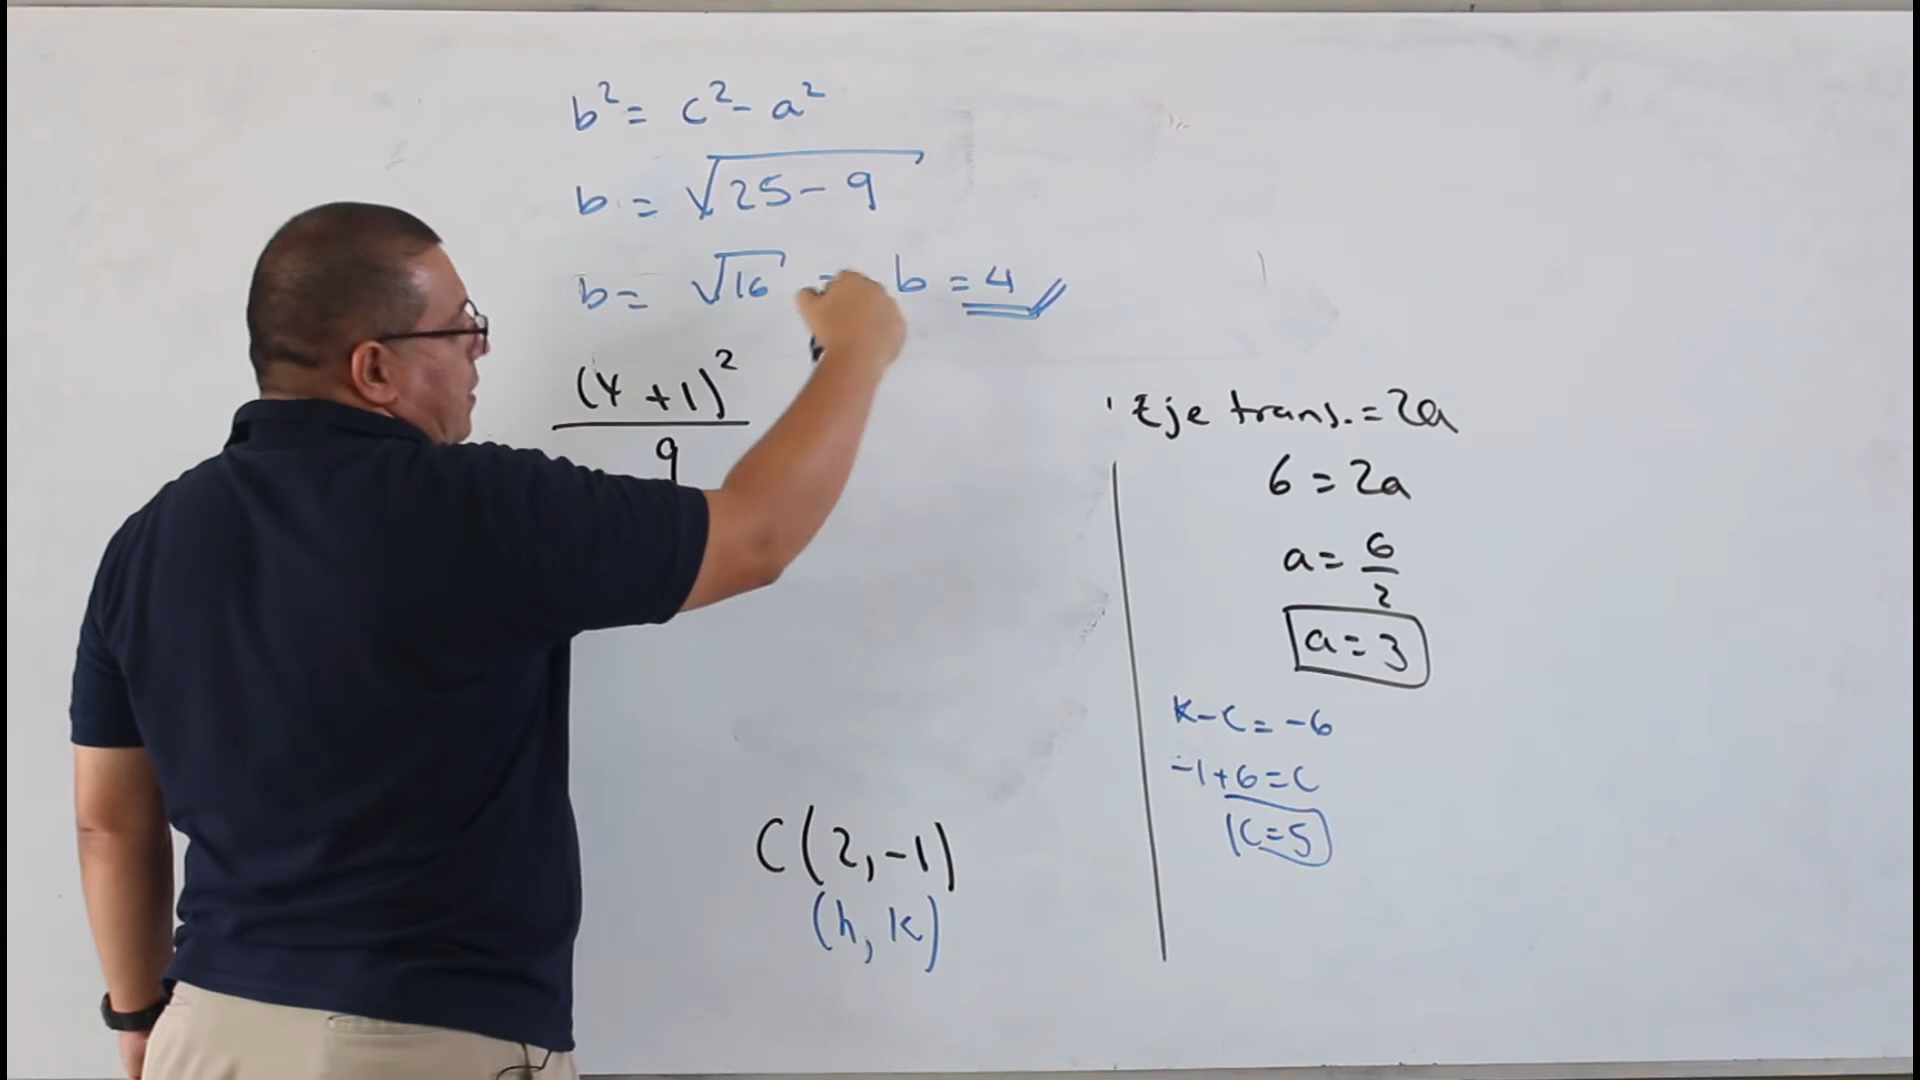 b² = c² - a²
b = √25 - 9
b = √16 = b = 4
(y + 1)²
9
Eje trans. = 2a
6 = 2a
a = 6/2
a = 3
k - c = -6
-1 + 6 = c
c = 5
C(2, -1)
(h, k)